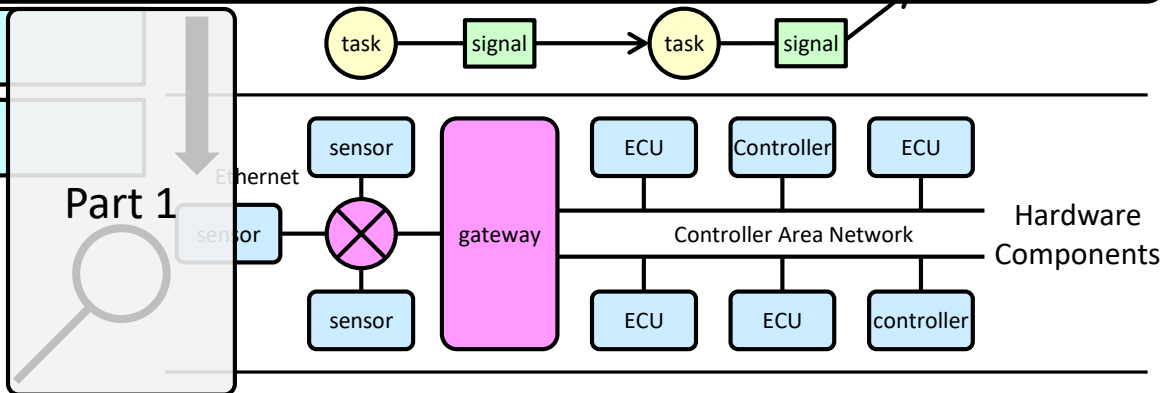 task
signal
task
signal
sensor
ECU
Controller
ECU
Ethernet
Part 1
sensor
gateway
Controller Area Network
Hardware
Components
sensor
ECU
ECU
controller